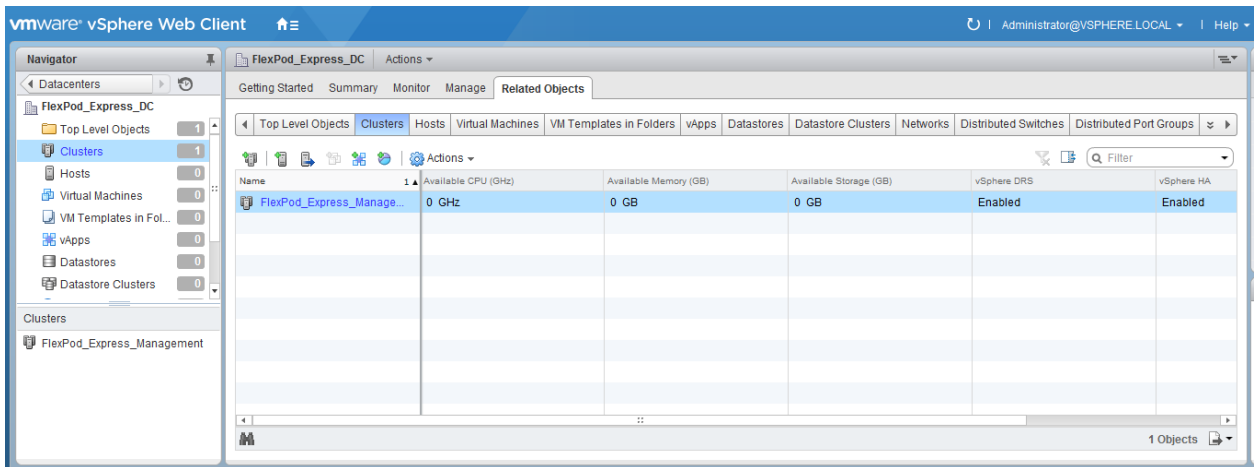 vmware® vSphere Web Client
Administrator@VSPHERE.LOCAL
Help
Navigator
Datacenters
FlexPod_Express_DC
Top Level Objects 1
Clusters 1
Hosts 0
Virtual Machines 0
VM Templates in Fol... 0
vApps 0
Datastores 0
Datastore Clusters 0
Clusters
FlexPod_Express_Management
FlexPod_Express_DC Actions
Getting Started Summary Monitor Manage Related Objects
Top Level Objects Clusters Hosts Virtual Machines VM Templates in Folders vApps Datastores Datastore Clusters Networks Distributed Switches Distributed Port Groups
Actions Filter
Name 1 Available CPU (GHz) Available Memory (GB) Available Storage (GB) vSphere DRS vSphere HA
FlexPod_Express_Manage... 0 GHz 0 GB 0 GB Enabled Enabled
1 Objects